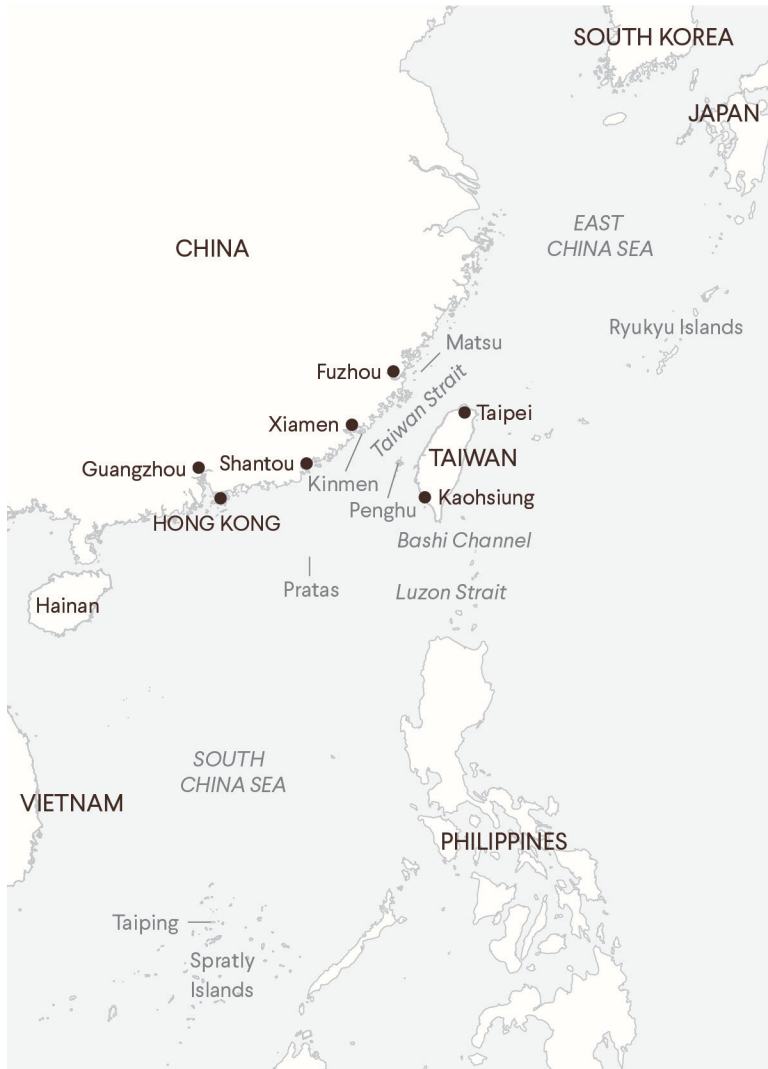 SOUTH KOREA
JAPAN
EAST
CHINA SEA
CHINA
Ryukyu Islands
Matsu
Fuzhou
Taiwan Strait
Taipei
Xiamen
TAIWAN
Guangzhou
Shantou
Kinmen
Kaohsiung
Penghu
HONG KONG
Bashi Channel
Pratas
Luzon Strait
Hainan
SOUTH
CHINA SEA
VIETNAM
PHILIPPINES
Taiping
Spratly
Islands